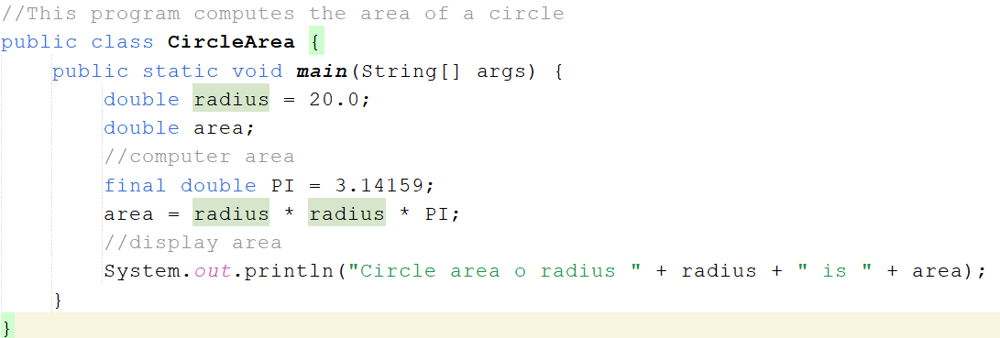 //This program computes the area of a circle
public class CircleArea {
    public static void main(String[] args) {
        double radius = 20.0;
        double area;
        //computer area
        final double PI = 3.14159;
        area = radius * radius * PI;
        //display area
        System.out.println("Circle area o radius " + radius + " is " + area);
    }
}